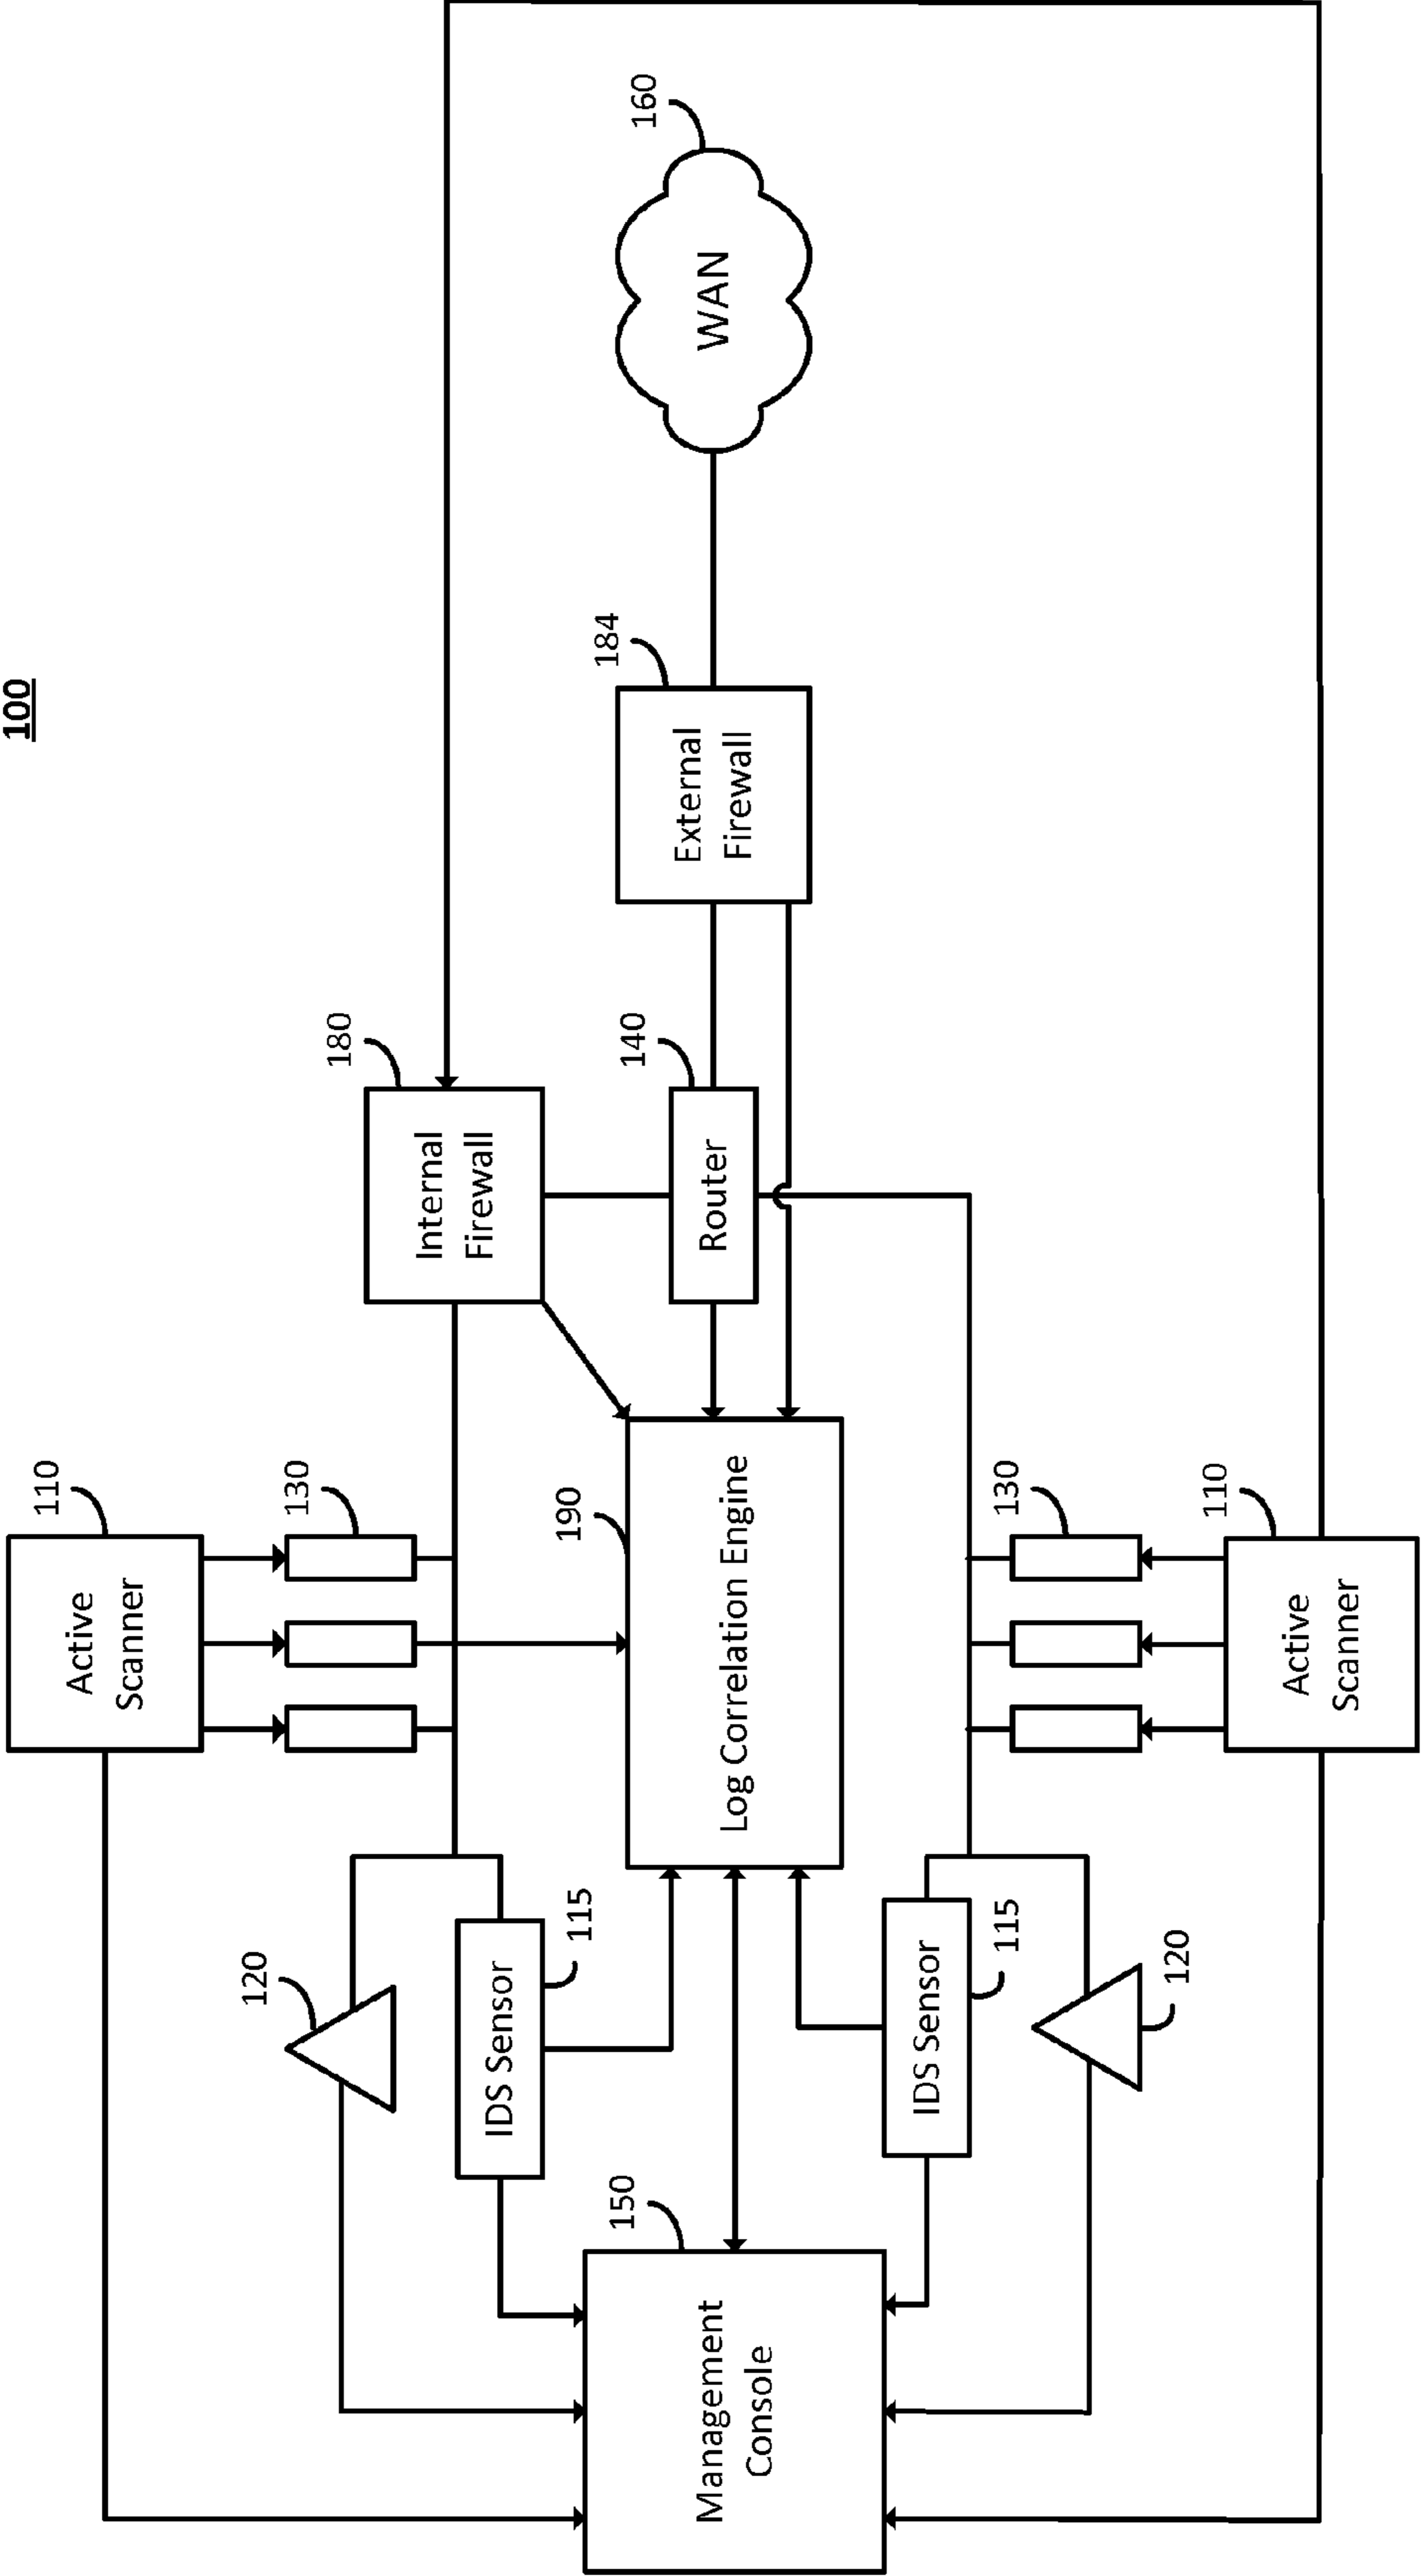 100
110
Active
Scanner
130
120
180
Internal
Firewall
IDS Sensor
115
190
Log Correlation Engine
140
Router
184
External
Firewall
160
WAN
150
Management
Console
IDS Sensor
115
130
120
110
Active
Scanner